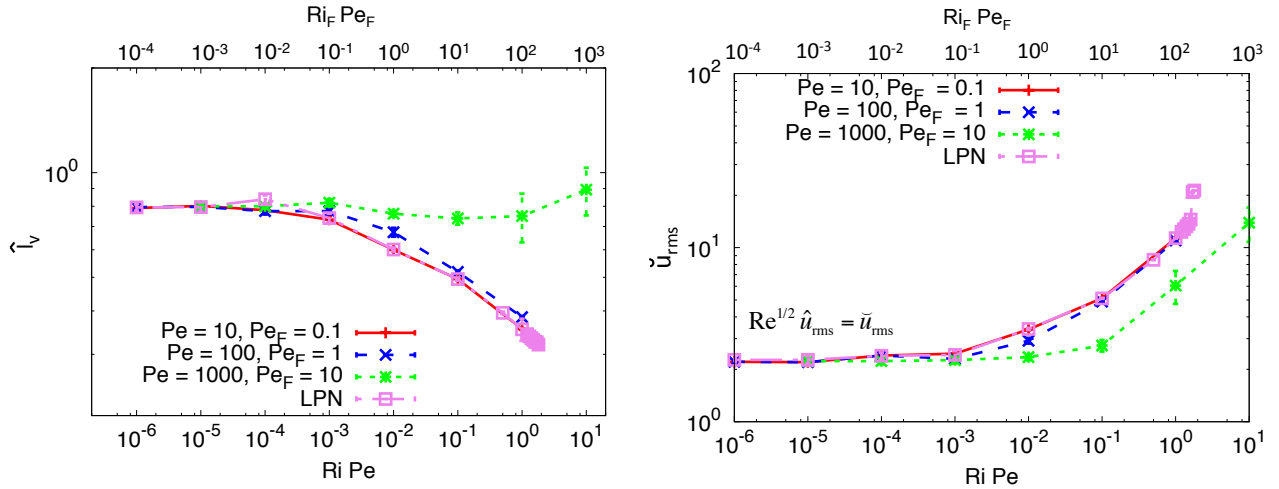 Ri_F Pe_F
10^-4 10^-3 10^-2 10^-1 10^0 10^1 10^2 10^3
10^0
l̂_v
Pe = 10, Pe_F = 0.1
Pe = 100, Pe_F = 1
Pe = 1000, Pe_F = 10
LPN
10^-6 10^-5 10^-4 10^-3 10^-2 10^-1 10^0 10^1
Ri Pe
Ri_F Pe_F
10^-4 10^-3 10^-2 10^-1 10^0 10^1 10^2 10^3
10^2
Pe = 10, Pe_F = 0.1
Pe = 100, Pe_F = 1
Pe = 1000, Pe_F = 10
LPN
ŭ_rms
10^1
Re^1/2 û_rms = ŭ_rms
10^0
10^-6 10^-5 10^-4 10^-3 10^-2 10^-1 10^0 10^1
Ri Pe